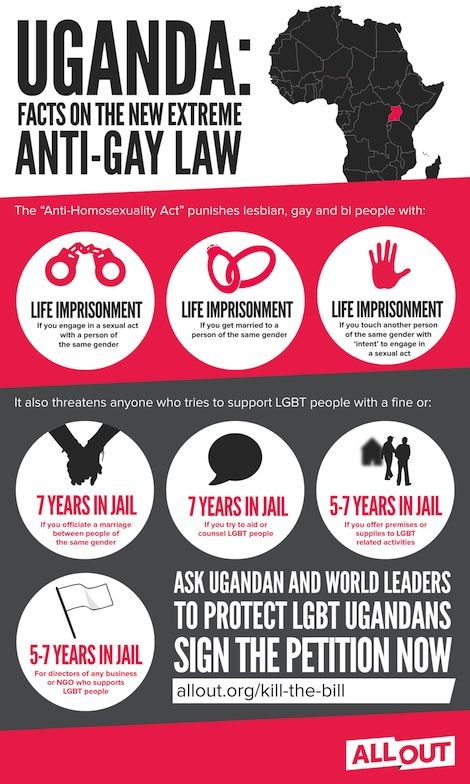 UGANDA:
FACTS ON THE NEW EXTREME
ANTI-GAY LAW
The “Anti-Homosexuality Act” punishes lesbian, gay and bi people with:
LIFE IMPRISONMENT
If you engage in a sexual act
with a person of
the same gender
LIFE IMPRISONMENT
If you get married to a
person of the same gender
LIFE IMPRISONMENT
If you touch another person
of the same gender with
‘intent’ to engage in
a sexual act
It also threatens anyone who tries to support LGBT people with a fine or:
7 YEARS IN JAIL
If you officiate a marriage
between people of
the same gender
7 YEARS IN JAIL
If you try to aid or
counsel LGBT people
5-7 YEARS IN JAIL
If you offer premises or
supplies to LGBT
related activities
5-7 YEARS IN JAIL
For directors of any business
or NGO who supports
LGBT people
ASK UGANDAN AND WORLD LEADERS
TO PROTECT LGBT UGANDANS
SIGN THE PETITION NOW
allout.org/kill-the-bill
ALL OUT